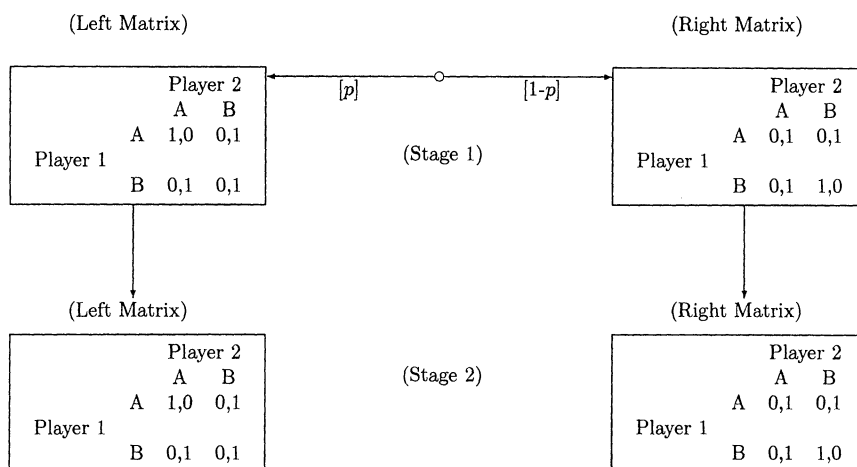 (Left Matrix)
(Right Matrix)
Player 2
A B
A 1,0 0,1
Player 1
B 0,1 0,1
[p]
[1-p]
(Stage 1)
Player 2
A B
A 0,1 0,1
Player 1
B 0,1 1,0
(Left Matrix)
(Right Matrix)
Player 2
A B
A 1,0 0,1
Player 1
B 0,1 0,1
(Stage 2)
Player 2
A B
A 0,1 0,1
Player 1
B 0,1 1,0